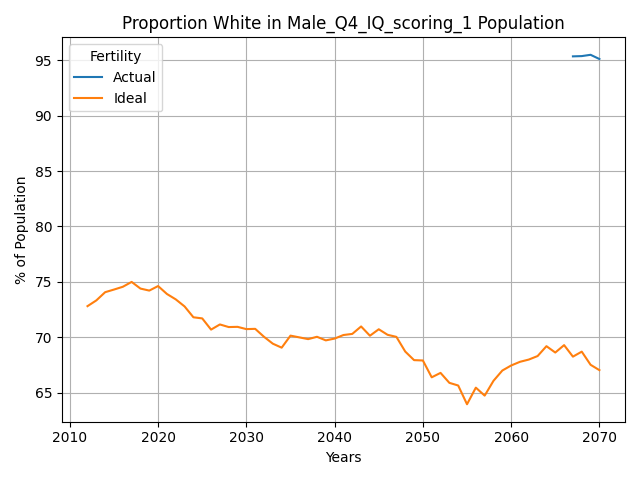 Proportion White in Male_Q4_IQ_scoring_1 Population
Fertility
Actual
Ideal
% of Population
95
90
85
80
75
70
65
2010 2020 2030 2040 2050 2060 2070
Years